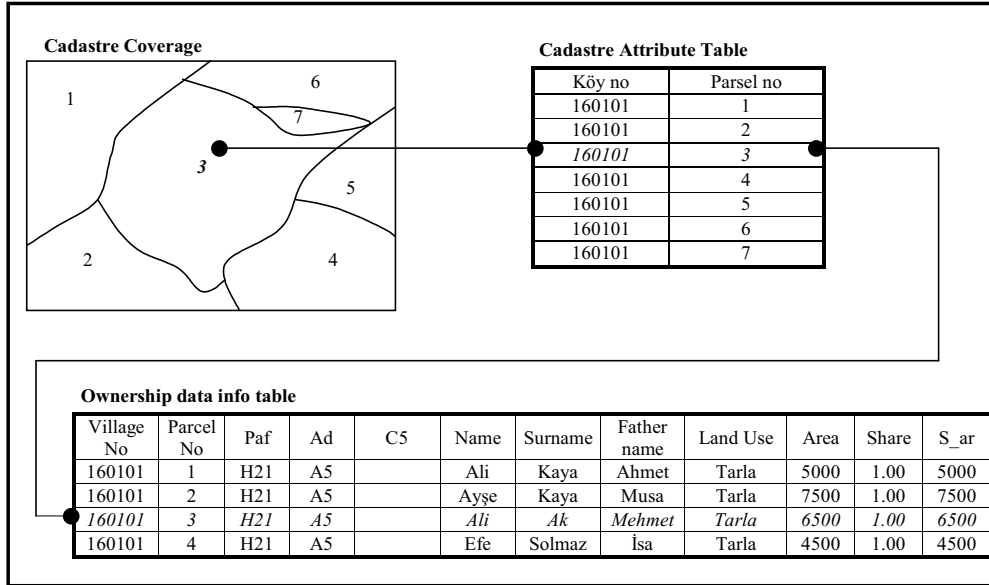 Cadastre Coverage
1
6
7
3
5
2
4
Cadastre Attribute Table
Köy no Parsel no
160101 1
160101 2
160101 3
160101 4
160101 5
160101 6
160101 7
Ownership data info table
Village No Parcel No Paf Ad C5 Name Surname Father name Land Use Area Share S_ar
160101 1 H21 A5 Ali Kaya Ahmet Tarla 5000 1.00 5000
160101 2 H21 A5 Ayşe Kaya Musa Tarla 7500 1.00 7500
160101 3 H21 A5 Ali Ak Mehmet Tarla 6500 1.00 6500
160101 4 H21 A5 Efe Solmaz İsa Tarla 4500 1.00 4500